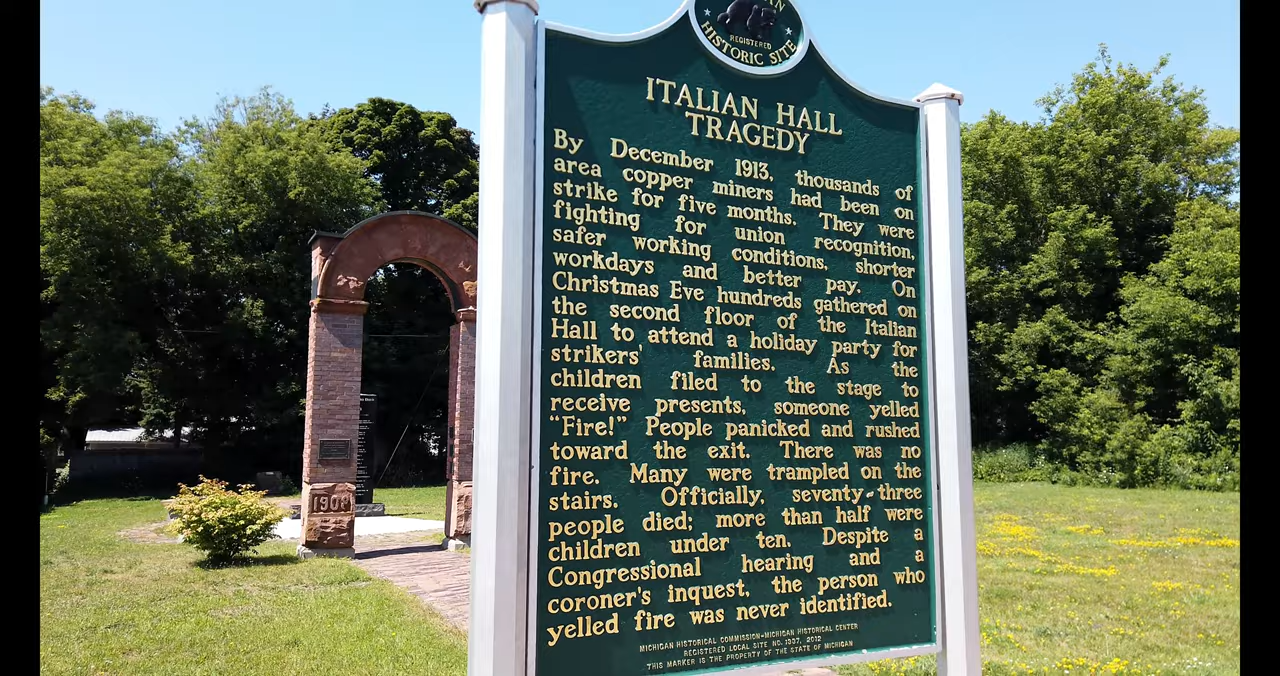 HISTORIC SITE
REGISTERED
ITALIAN HALL
TRAGEDY
By December 1913, thousands of
area copper miners had been on
strike for five months. They were
fighting for union recognition,
safer working conditions, shorter
workdays and better pay. On
Christmas Eve hundreds gathered on
the second floor of the Italian
Hall to attend a holiday party for
strikers' families. As the
children filed to the stage to
receive presents, someone yelled
“Fire!” People panicked and rushed
toward the exit. There was no
fire. Many were trampled on the
stairs. Officially, seventy-three
people died; more than half were
children under ten. Despite a
Congressional hearing and a
coroner's inquest, the person who
yelled fire was never identified.
MICHIGAN HISTORICAL COMMISSION-MICHIGAN HISTORICAL CENTER
REGISTERED LOCAL SITE NO. 1337, 2012
THIS MARKER IS THE PROPERTY OF THE STATE OF MICHIGAN
1908